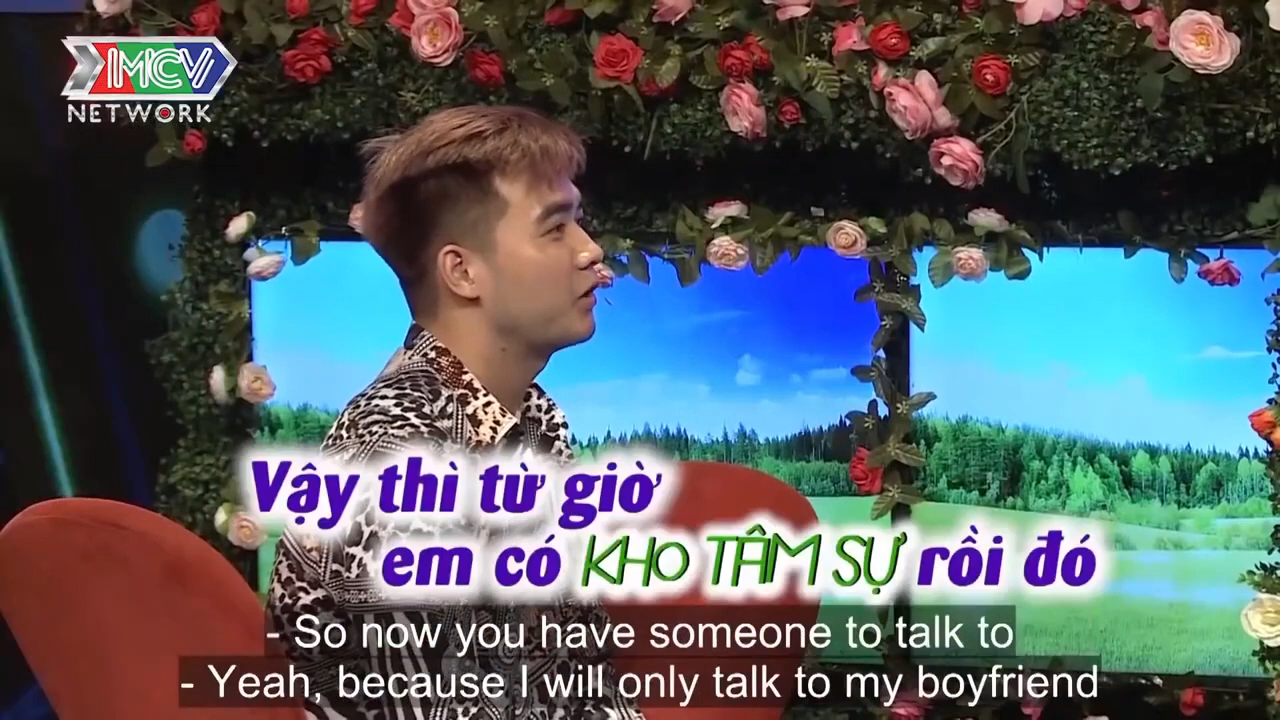 MCV
NETWORK
Vậy thì từ giờ
em có KHO TÂM SỰ rồi đó
- So now you have someone to talk to
- Yeah, because I will only talk to my boyfriend